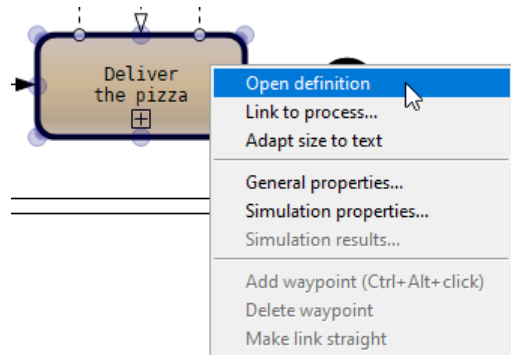 Deliver
the pizza
Open definition
Link to process...
Adapt size to text
General properties...
Simulation properties...
Simulation results...
Add waypoint (Ctrl+Alt+click)
Delete waypoint
Make link straight